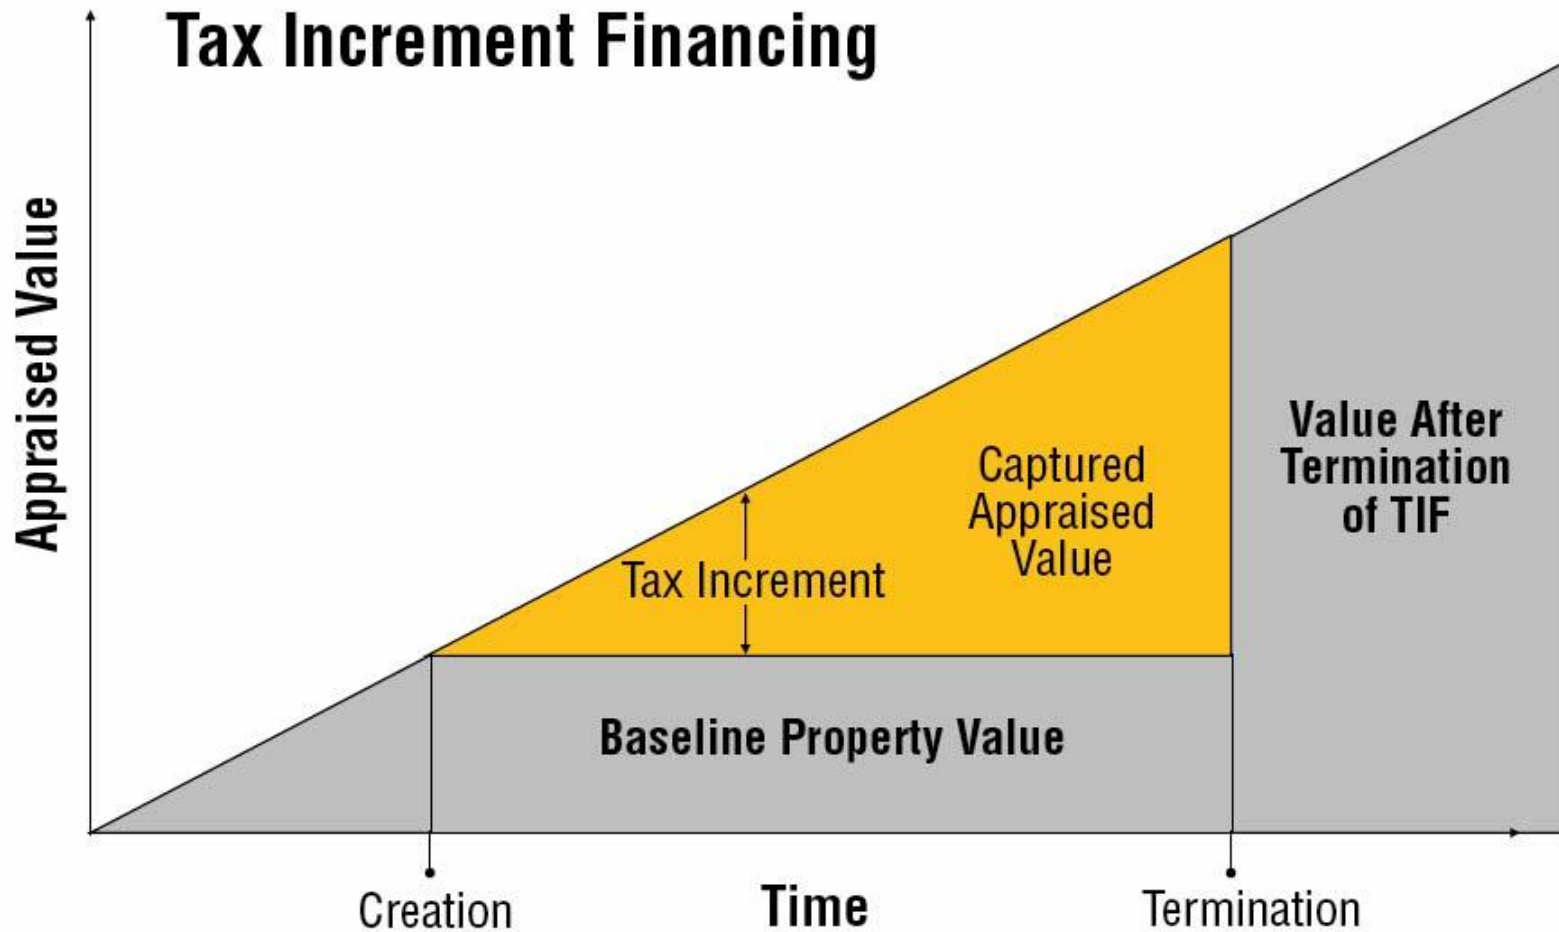 Tax Increment Financing
Appraised Value
Captured
Appraised
Value
Tax Increment
Value After
Termination
of TIF
Baseline Property Value
Creation
Time
Termination